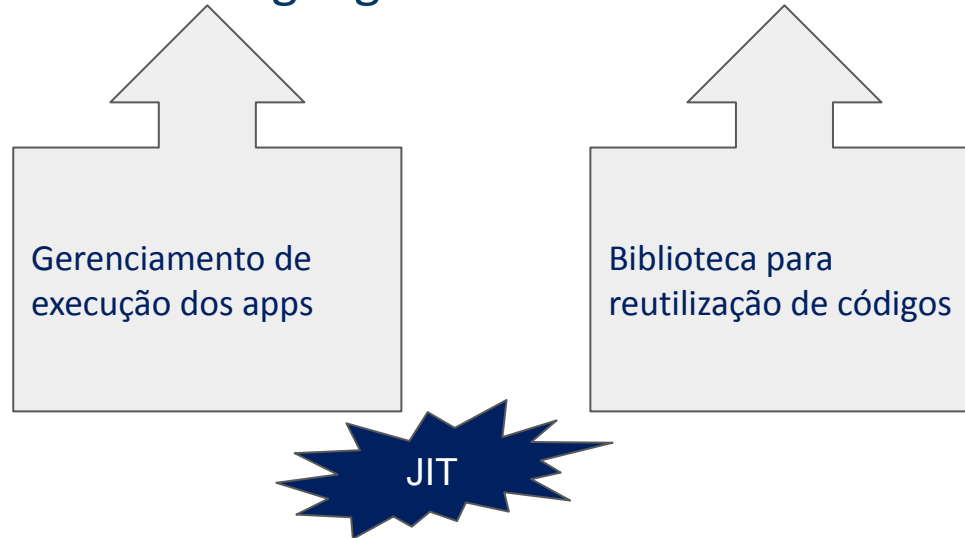 Gerenciamento de
execução dos apps
Biblioteca para
reutilização de códigos
JIT